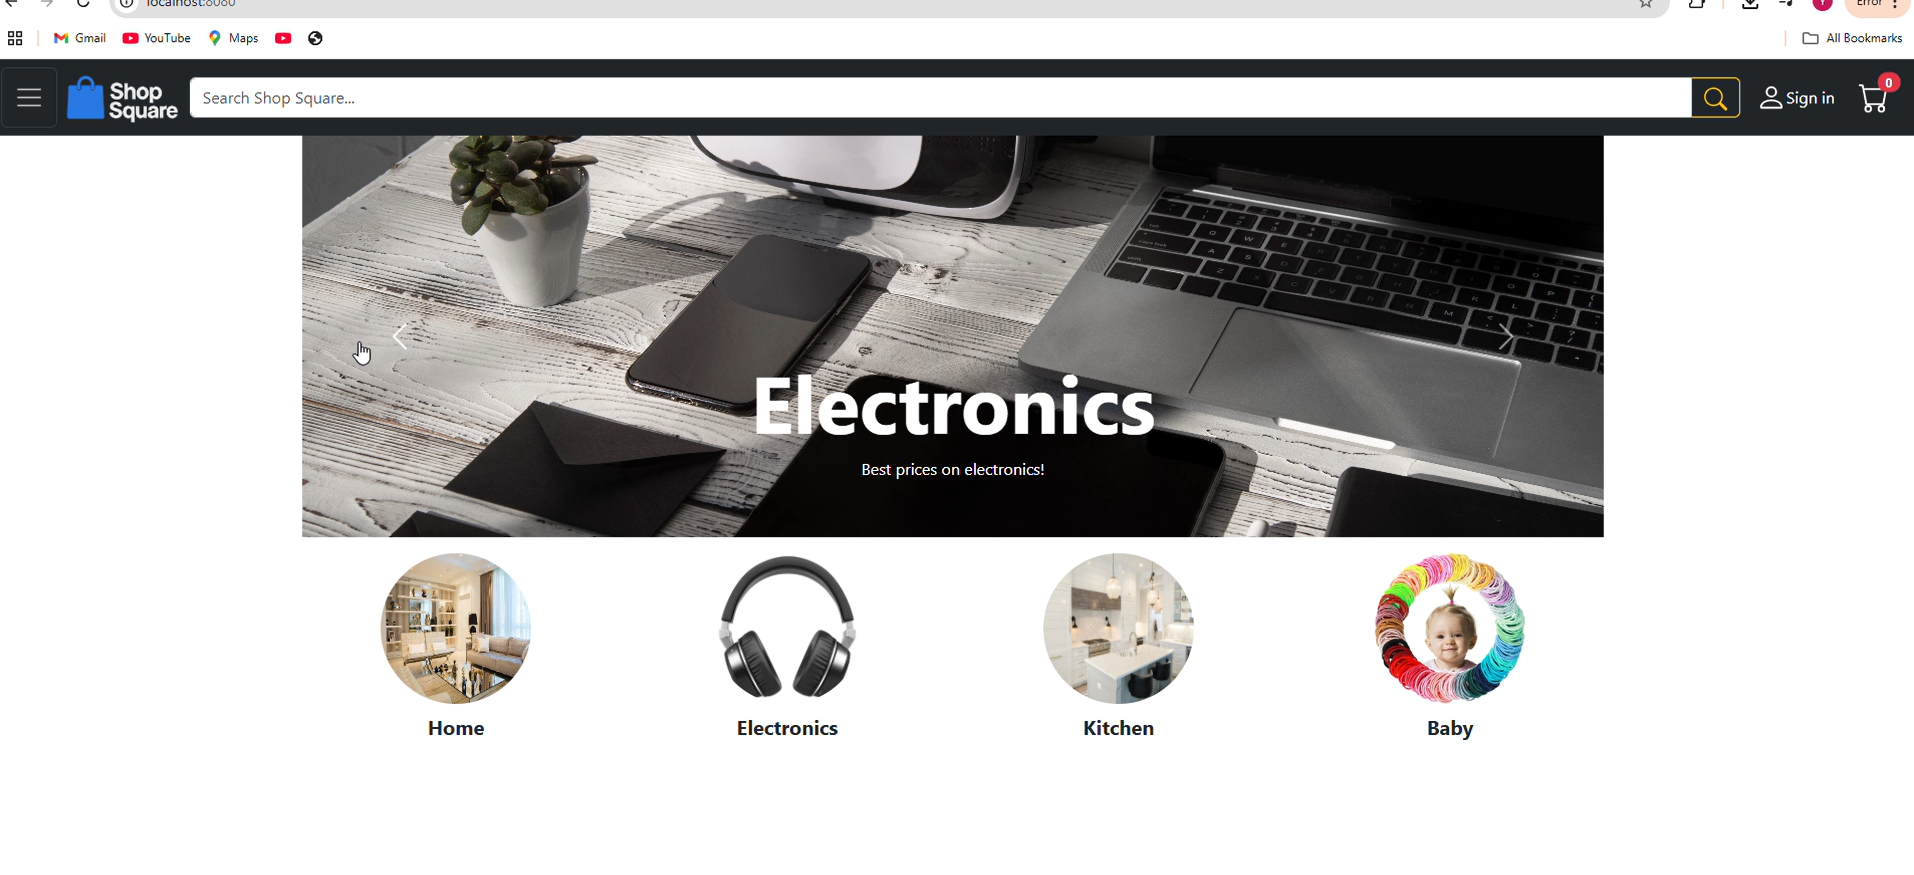 localhost:8080
Error
Gmail
YouTube
Maps
All Bookmarks
Shop
Square
Search Shop Square...
Sign in
0
Electronics
Best prices on electronics!
Home
Electronics
Kitchen
Baby